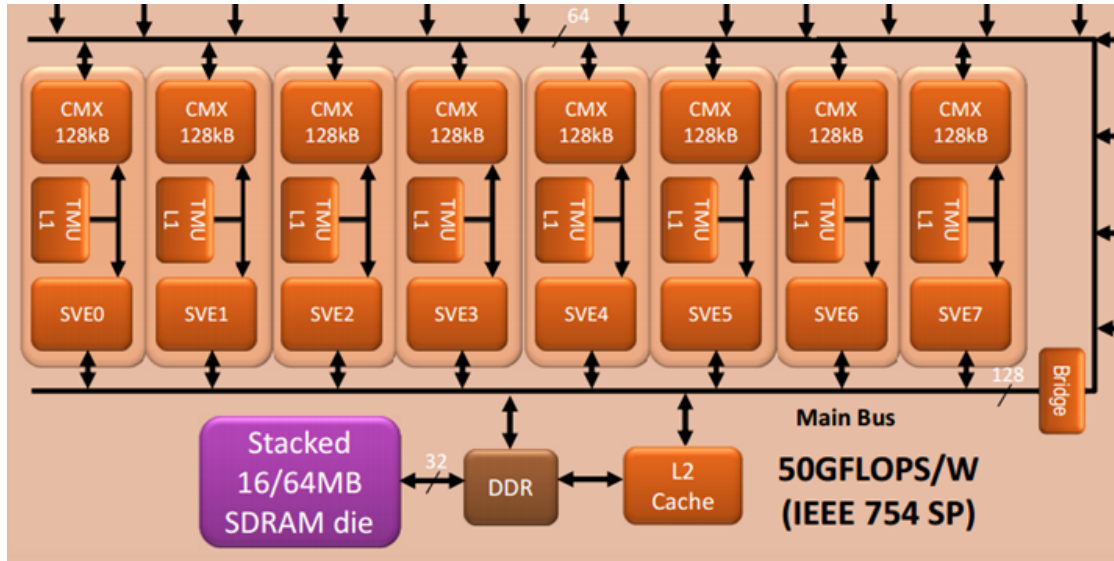 64
CMX
128kB
CMX
128kB
CMX
128kB
CMX
128kB
CMX
128kB
CMX
128kB
CMX
128kB
CMX
128kB
TMU
L1
TMU
L1
TMU
L1
TMU
L1
TMU
L1
TMU
L1
TMU
L1
TMU
L1
SVE0
SVE1
SVE2
SVE3
SVE4
SVE5
SVE6
SVE7
128
Bridge
Main Bus
Stacked
16/64MB
SDRAM die
32
DDR
L2
Cache
50GFLOPS/W
(IEEE 754 SP)